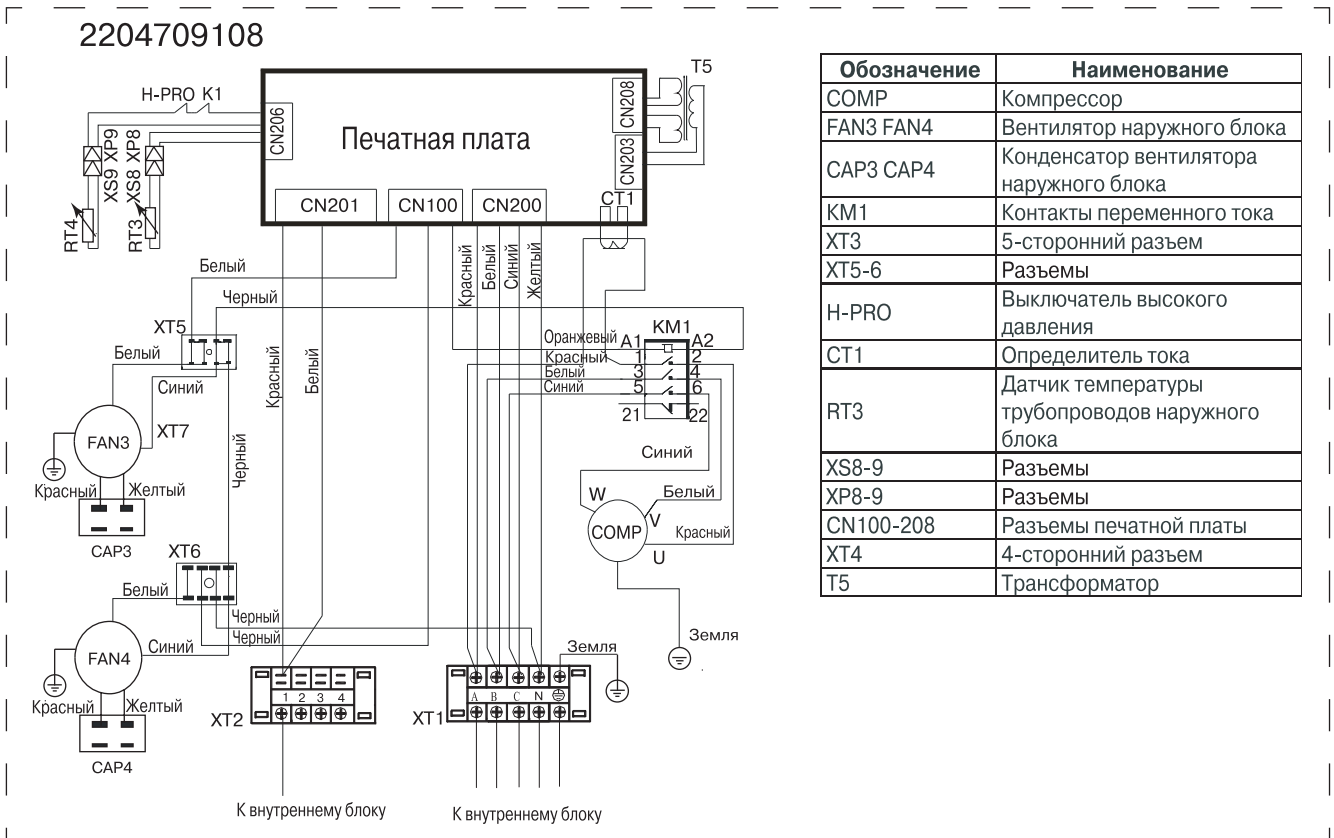 2204709108
T5
H-PRO K1
CN206
CN208
CN203
Печатная плата
XS9 XP9
XS8 XP8
RT4
RT3
CN201
CN100
CN200
CT1
Белый
Черный
Красный
Белый
Синий
Желтый
XT5
Белый
Синий
Красный
Белый
Оранжевый
Красный
Белый
Синий
KM1
A1
A2
1
2
3
4
5
6
21
22
FAN3
XT7
Черный
Красный
Желтый
CAP3
Синий
W
Белый
V
COMP
Красный
U
XT6
Белый
Черный
Черный
FAN4
Синий
Красный
Желтый
CAP4
Земля
Земля
1 2 3 4
XT2
A B C N
XT1
К внутреннему блоку
К внутреннему блоку
Обозначение Наименование
COMP Компрессор
FAN3 FAN4 Вентилятор наружного блока
CAP3 CAP4 Конденсатор вентилятора
наружного блока
KM1 Контакты переменного тока
XT3 5-сторонний разъем
XT5-6 Разъемы
H-PRO Выключатель высокого
давления
CT1 Определитель тока
RT3 Датчик температуры
трубопроводов наружного
блока
XS8-9 Разъемы
XP8-9 Разъемы
CN100-208 Разъемы печатной платы
XT4 4-сторонний разъем
T5 Трансформатор